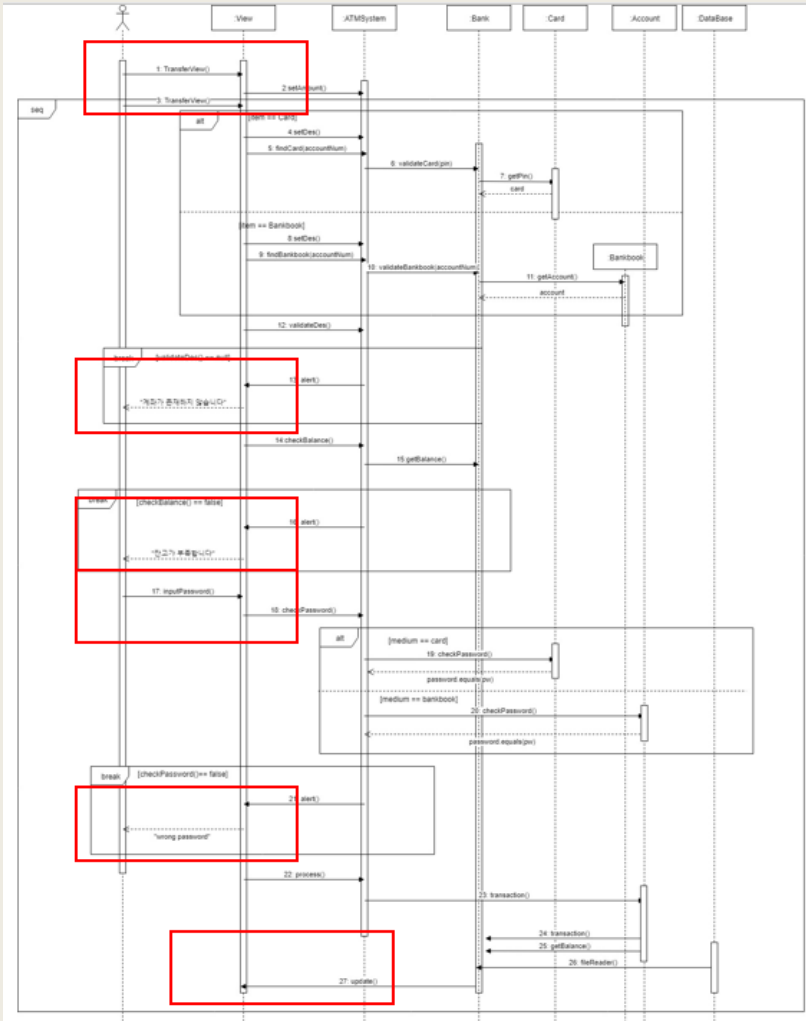 :View
:ATMSystem
:Bank
:Card
:Account
:DataBase
1: TransferView()
2:setAmount()
seq
3: TransferView()
alt
[item == Card]
4:setDes()
5: findCard(accountNum)
6: validateCard(pin)
7: getPin()
card
[item == Bankbook]
8:setDes()
9: findBankbook(accountNum)
:Bankbook
10: validateBankbook(accountNum)
11: getAccount()
account
12: validateDes()
break
13: alert()
"계좌가 존재하지 않습니다"
14:checkBalance()
15:getBalance()
break
[checkBalance() == false]
16: alert()
"잔고가 부족합니다"
17: inputPassword()
18: checkPassword()
alt
[medium == card]
19: checkPassword()
password.equals(pw)
[medium == bankbook]
20: checkPassword()
password.equals(pw)
break
[checkPassword()== false]
21: alert()
"wrong password"
22: process()
23: transaction()
24: transaction()
25: getBalance()
26: fileReader()
27: update()